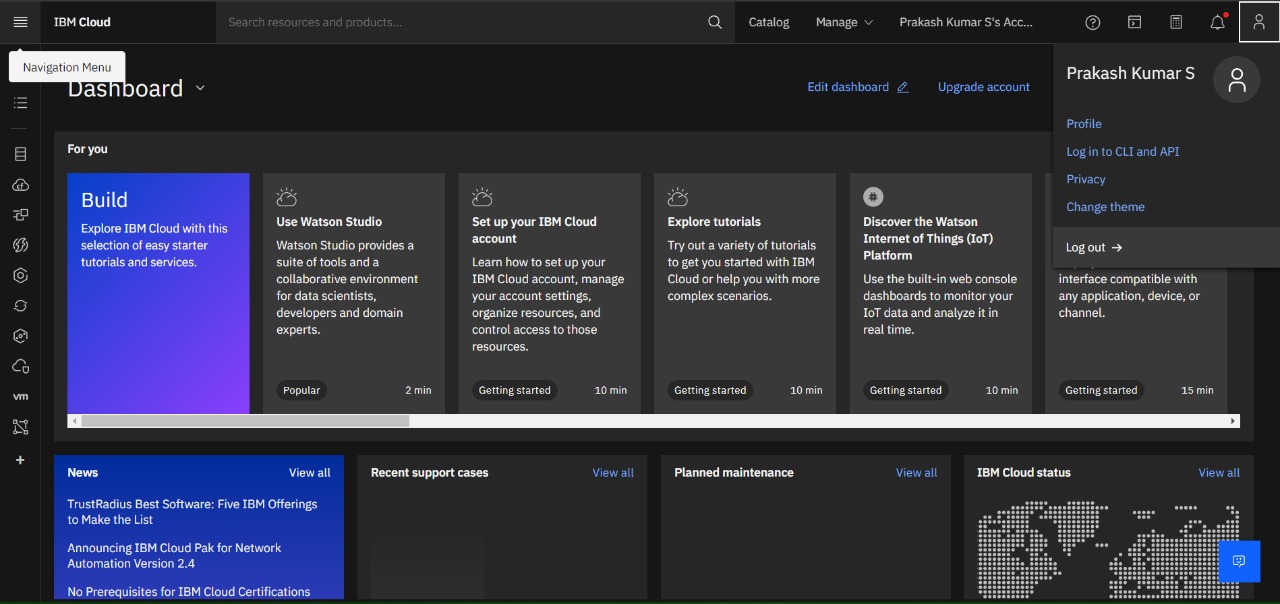 IBM Cloud
Search resources and products...
Catalog
Manage
Prakash Kumar S's Acc...
Navigation Menu
Dashboard
Edit dashboard
Upgrade account
Prakash Kumar S
Profile
Log in to CLI and API
Privacy
Change theme
Log out →
For you
Build
Explore IBM Cloud with this
selection of easy starter
tutorials and services.
Use Watson Studio
Watson Studio provides a
suite of tools and a
collaborative environment
for data scientists,
developers and domain
experts.
Popular
2 min
Set up your IBM Cloud
account
Learn how to set up your
IBM Cloud account, manage
your account settings,
organize resources, and
control access to those
resources.
Getting started
10 min
Explore tutorials
Try out a variety of tutorials
to get you started with IBM
Cloud or help you with more
complex scenarios.
Getting started
10 min
Discover the Watson
Internet of Things (IoT)
Platform
Use the built-in web console
dashboards to monitor your
IoT data and analyze it in
real time.
Getting started
10 min
interface compatible with
any application, device, or
channel.
Getting started
15 min
vm
News
View all
TrustRadius Best Software: Five IBM Offerings
to Make the List
Announcing IBM Cloud Pak for Network
Automation Version 2.4
No Prerequisites for IBM Cloud Certifications
Recent support cases
View all
Planned maintenance
View all
IBM Cloud status
View all